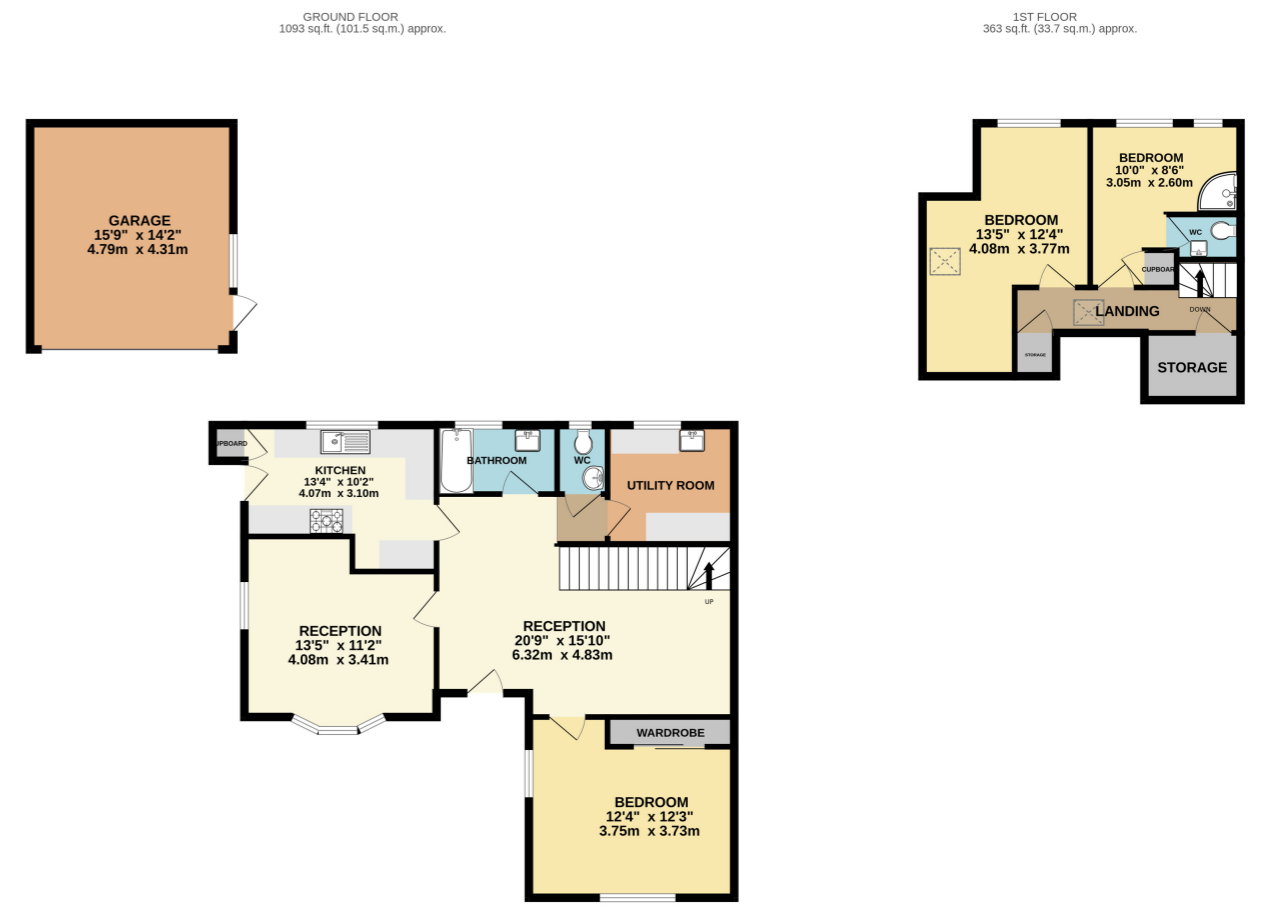 GROUND FLOOR
1093 sq.ft. (101.5 sq.m.) approx.
1ST FLOOR
363 sq.ft. (33.7 sq.m.) approx.
GARAGE
15'9" x 14'2"
4.79m x 4.31m
BEDROOM
13'5" x 12'4"
4.08m x 3.77m
BEDROOM
10'0" x 8'6"
3.05m x 2.60m
WC
CUPBOAR
LANDING
DOWN
STORAGE
STORAGE
UPBOARD
KITCHEN
13'4" x 10'2"
4.07m x 3.10m
BATHROOM
WC
UTILITY ROOM
UP
RECEPTION
13'5" x 11'2"
4.08m x 3.41m
RECEPTION
20'9" x 15'10"
6.32m x 4.83m
WARDROBE
BEDROOM
12'4" x 12'3"
3.75m x 3.73m